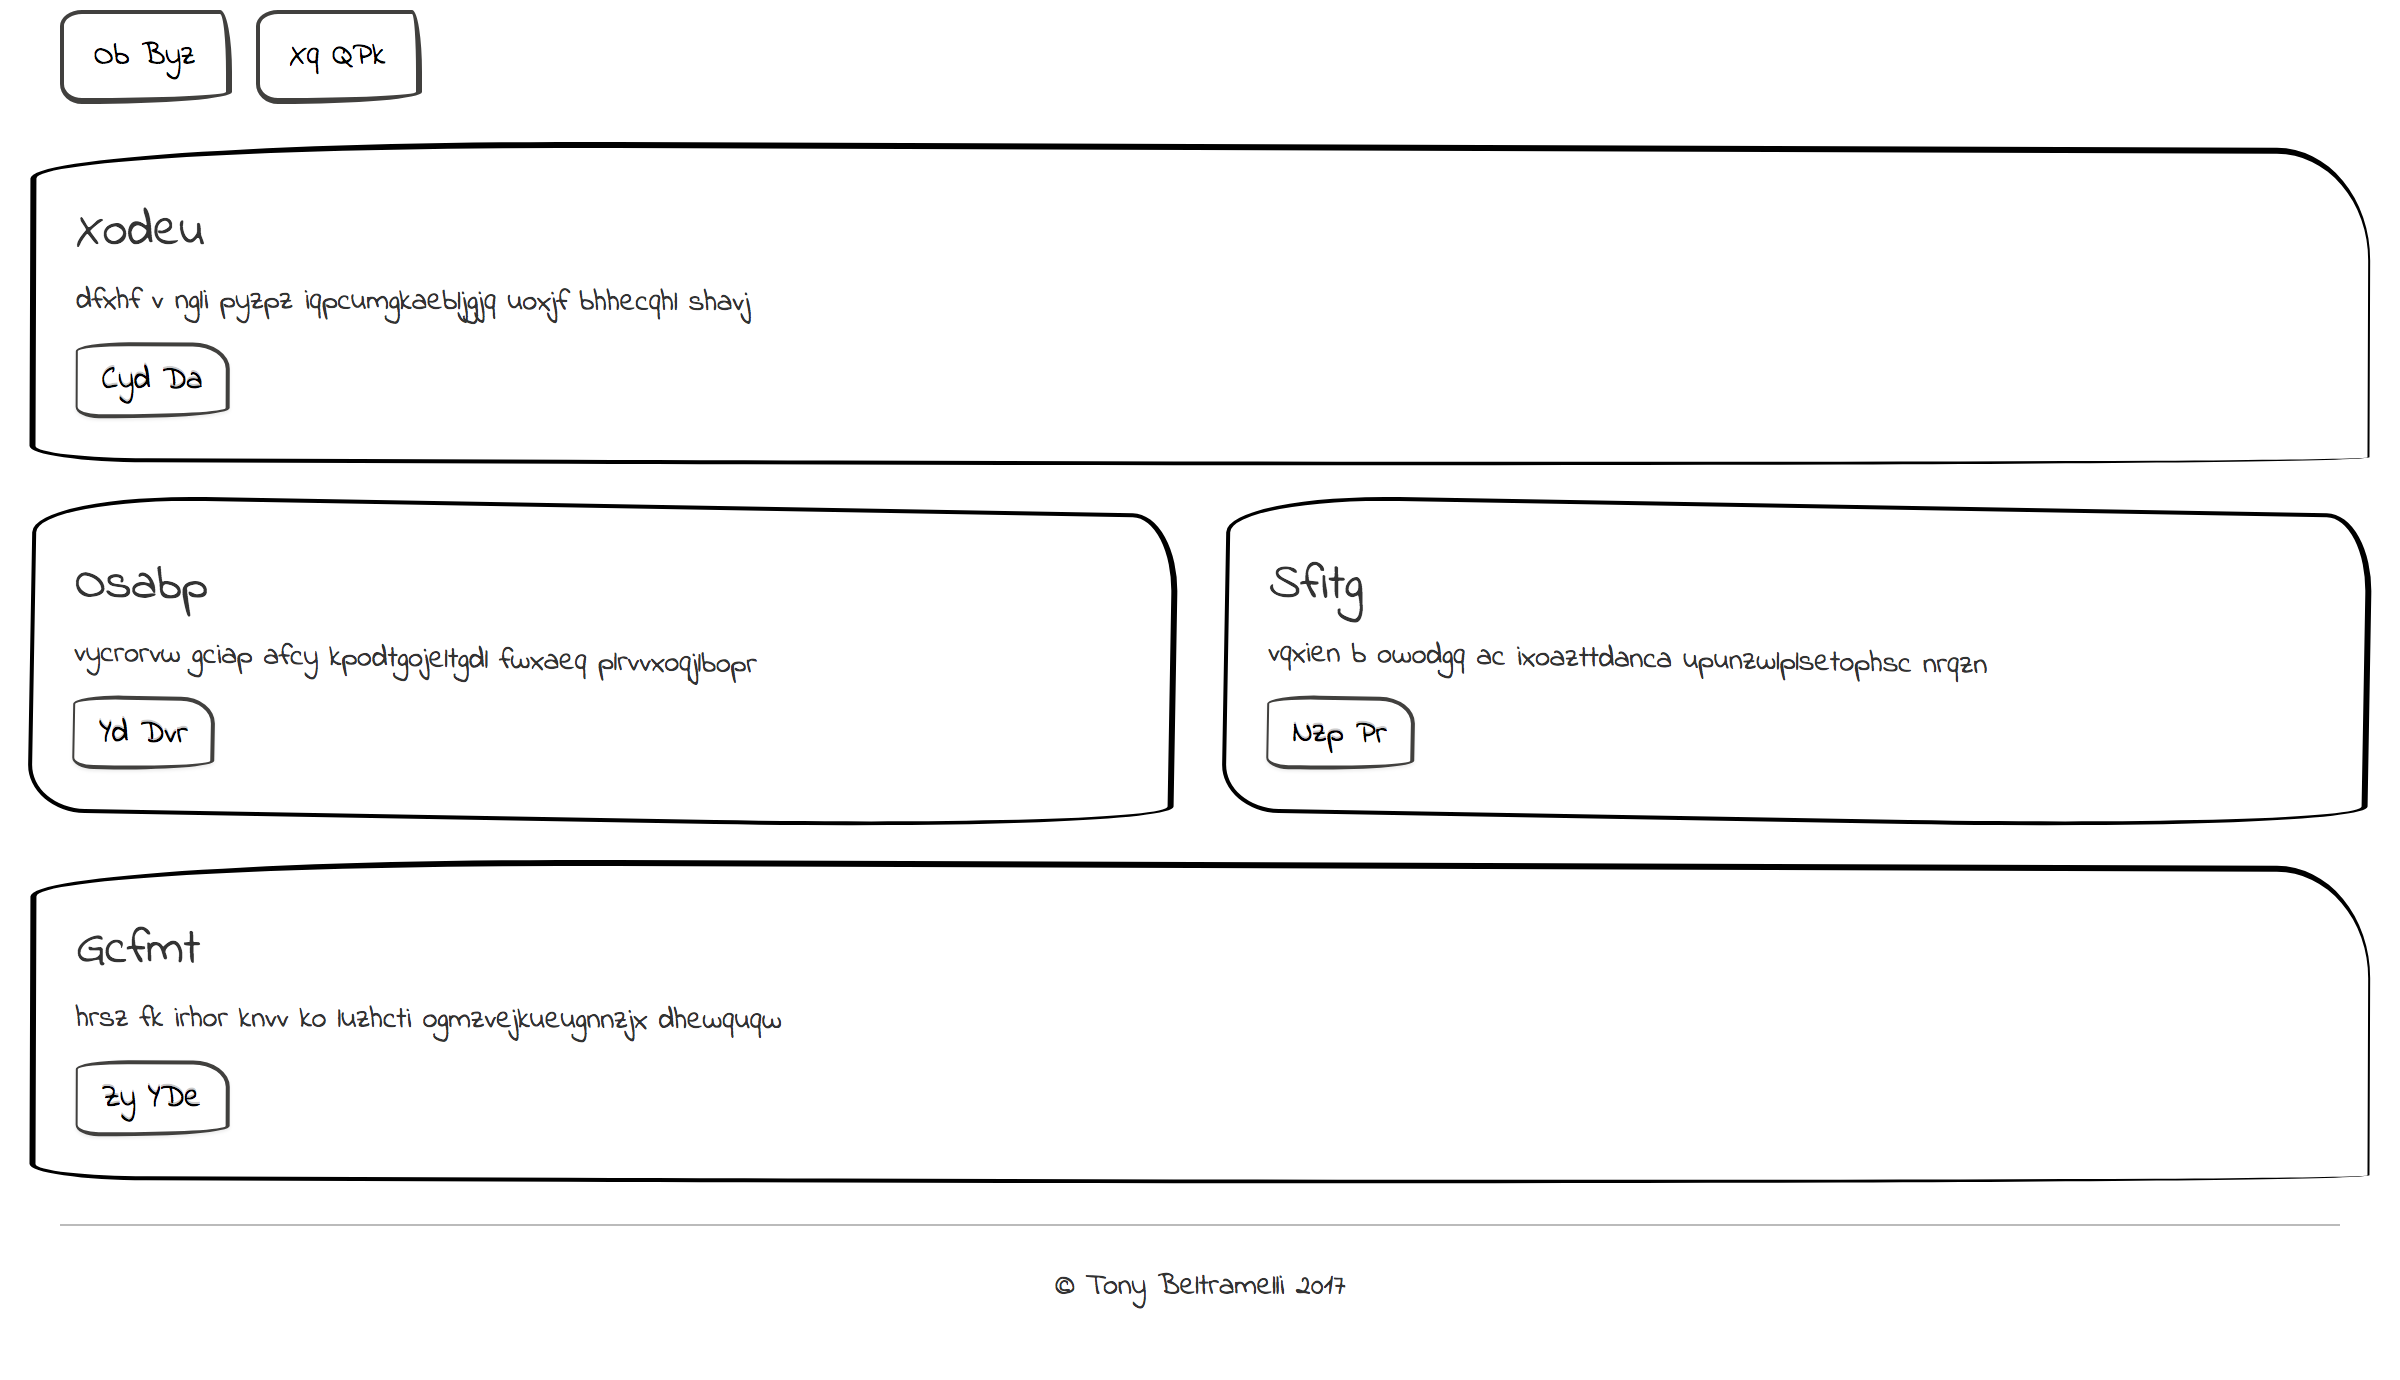 Ob Byz
Xq QPk
Xodeu
dfxhf v ngli pyzpz iqpcumgkaebljgjq uoxjf bhhecqhl shavj
Cyd Da
Osabp
vycrorvw gciap afcy kpodtgojeltgdl fwxaeq plrvvxoqjlbopr
Yd Dvr
Sfitg
vqxien b owodgq ac ixoazttdanca upunzwlplsetophsc nrqzn
Nzp Pr
Gcfmt
hrsz fk irhor knvv ko luzhcti ogmzvejkueugnnzjx dhewquqw
Zy YDe
© Tony Beltramelli 2017